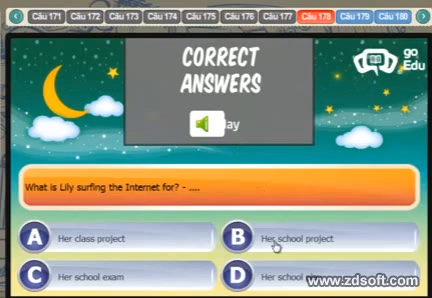 Câu 171 Câu 172 Câu 173 Câu 174 Câu 175 Câu 176 Câu 177 Câu 178 Câu 179 Câu 180
CORRECT
ANSWERS
go
Edu
What is Lily surfing the Internet for? - ....
A Her class project
B Her school project
C Her school exam
D Her school
www.zdsoft.com